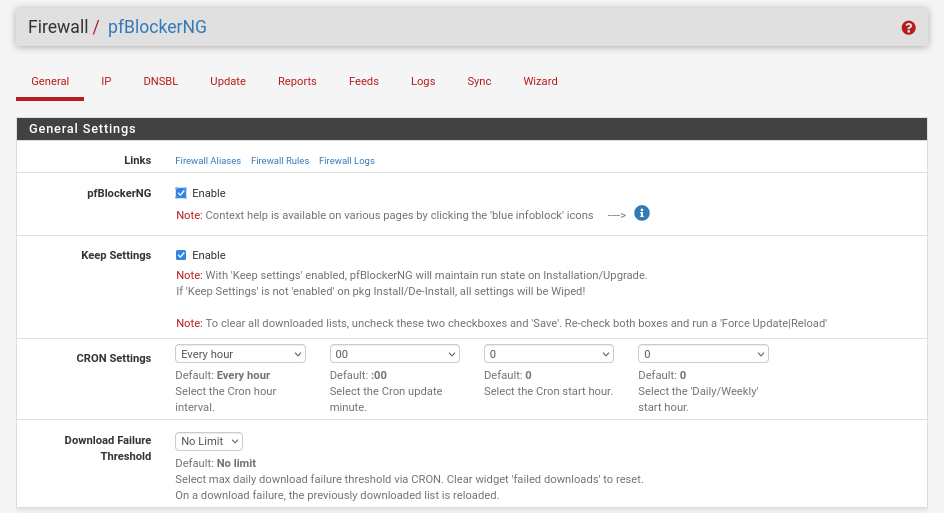 Firewall / pfBlockerNG
General IP DNSBL Update Reports Feeds Logs Sync Wizard
General Settings
Links Firewall Aliases Firewall Rules Firewall Logs
pfBlockerNG Enable
Note: Context help is available on various pages by clicking the 'blue infoblock' icons ---->
Keep Settings Enable
Note: With 'Keep settings' enabled, pfBlockerNG will maintain run state on Installation/Upgrade.
If 'Keep Settings' is not 'enabled' on pkg Install/De-Install, all settings will be Wiped!
Note: To clear all downloaded lists, uncheck these two checkboxes and 'Save'. Re-check both boxes and run a 'Force Update|Reload'
CRON Settings Every hour 00 0 0
Default: Every hour Default: :00 Default: 0 Default: 0
Select the Cron hour Select the Cron update Select the Cron start hour. Select the 'Daily/Weekly'
interval. minute. start hour.
Download Failure No Limit
Threshold
Default: No limit
Select max daily download failure threshold via CRON. Clear widget 'failed downloads' to reset.
On a download failure, the previously downloaded list is reloaded.